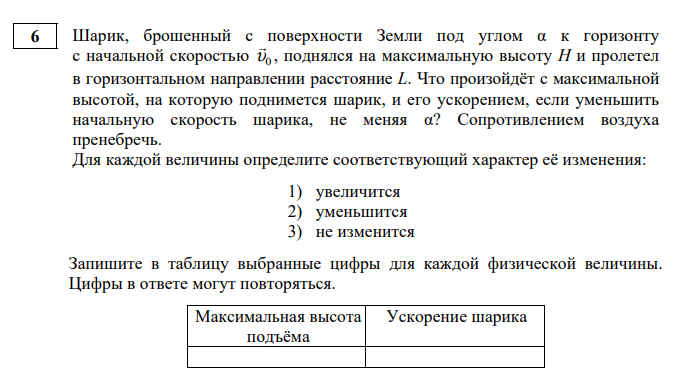 6
Шарик, брошенный с поверхности Земли под углом α к горизонту
с начальной скоростью υ⃗₀, поднялся на максимальную высоту H и пролетел
в горизонтальном направлении расстояние L. Что произойдёт с максимальной
высотой, на которую поднимется шарик, и его ускорением, если уменьшить
начальную скорость шарика, не меняя α? Сопротивлением воздуха
пренебречь.
Для каждой величины определите соответствующий характер её изменения:
1) увеличится
2) уменьшится
3) не изменится
Запишите в таблицу выбранные цифры для каждой физической величины.
Цифры в ответе могут повторяться.
Максимальная высота Ускорение шарика
подъёма